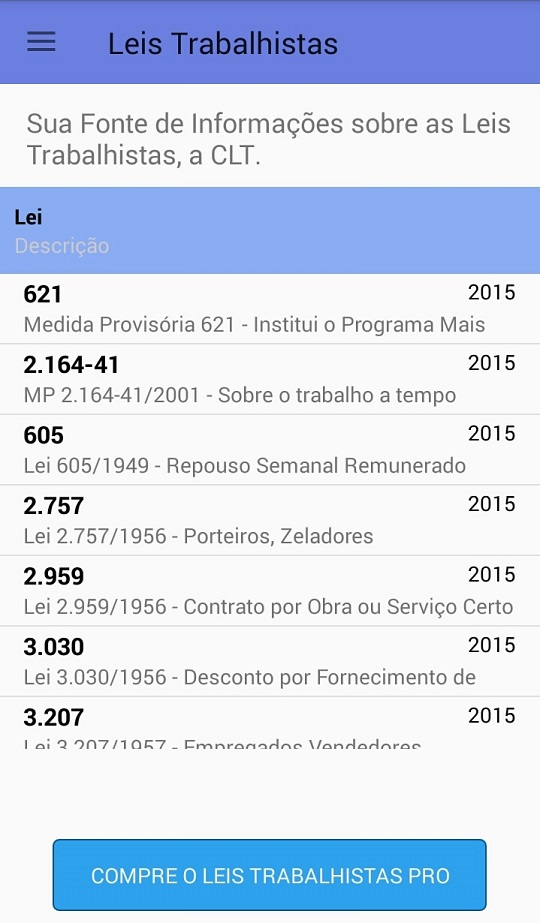 Leis Trabalhistas
Sua Fonte de Informações sobre as Leis
Trabalhistas, a CLT.
Lei
Descrição
621 2015
Medida Provisória 621 - Institui o Programa Mais
2.164-41 2015
MP 2.164-41/2001 - Sobre o trabalho a tempo
605 2015
Lei 605/1949 - Repouso Semanal Remunerado
2.757 2015
Lei 2.757/1956 - Porteiros, Zeladores
2.959 2015
Lei 2.959/1956 - Contrato por Obra ou Serviço Certo
3.030 2015
Lei 3.030/1956 - Desconto por Fornecimento de
3.207 2015
Lei 3.207/1957 - Empregados Vendedores
COMPRE O LEIS TRABALHISTAS PRO